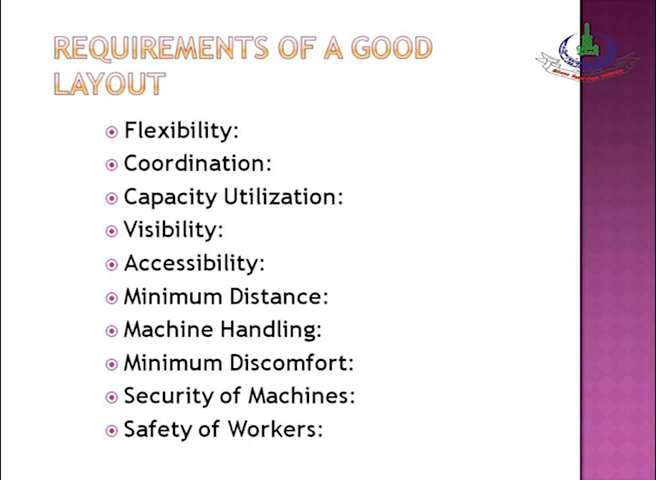 REQUIREMENTS OF A GOOD
LAYOUT
Flexibility:
Coordination:
Capacity Utilization:
Visibility:
Accessibility:
Minimum Distance:
Machine Handling:
Minimum Discomfort:
Security of Machines:
Safety of Workers: